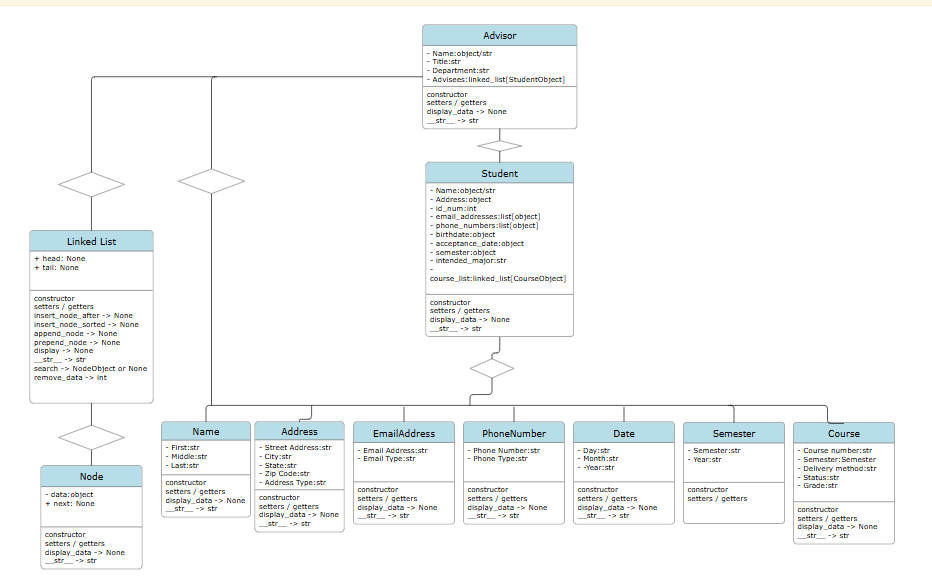 Advisor
- Name:object/str
- Title:str
- Department:str
- Advisees:linked_list[StudentObject]
constructor
setters / getters
display_data -> None
__str__ -> str
Student
- Name:object/str
- Address:object
- id_num:int
- email_addresses:list[object]
- phone_numbers:list[object]
- birthdate:object
- acceptance_date:object
- semester:object
- intended_major:str
-
course_list:linked_list[CourseObject]
constructor
setters / getters
display_data -> None
__str__ -> str
Linked List
+ head: None
+ tail: None
constructor
setters / getters
insert_node_after -> None
insert_node_sorted -> None
append_node -> None
prepend_node -> None
display -> None
__str__ -> str
search -> NodeObject or None
remove_data -> int
Node
- data:object
+ next: None
constructor
setters / getters
display_data -> None
__str__ -> str
Name
- First:str
- Middle:str
- Last:str
constructor
setters / getters
display_data -> None
__str__ -> str
Address
- Street Address:str
- City:str
- State:str
- Zip Code:str
- Address Type:str
constructor
setters / getters
display_data -> None
__str__ -> str
EmailAddress
- Email Address:str
- Email Type:str
constructor
setters / getters
display_data -> None
__str__ -> str
PhoneNumber
- Phone Number:str
- Phone Type:str
constructor
setters / getters
display_data -> None
__str__ -> str
Date
- Day:str
- Month:str
- -Year:str
constructor
setters / getters
display_data -> None
__str__ -> str
Semester
- Semester:str
- Year:str
constructor
setters / getters
Course
- Course number:str
- Semester:Semester
- Delivery method:str
- Status:str
- Grade:str
constructor
setters / getters
display_data -> None
__str__ -> str